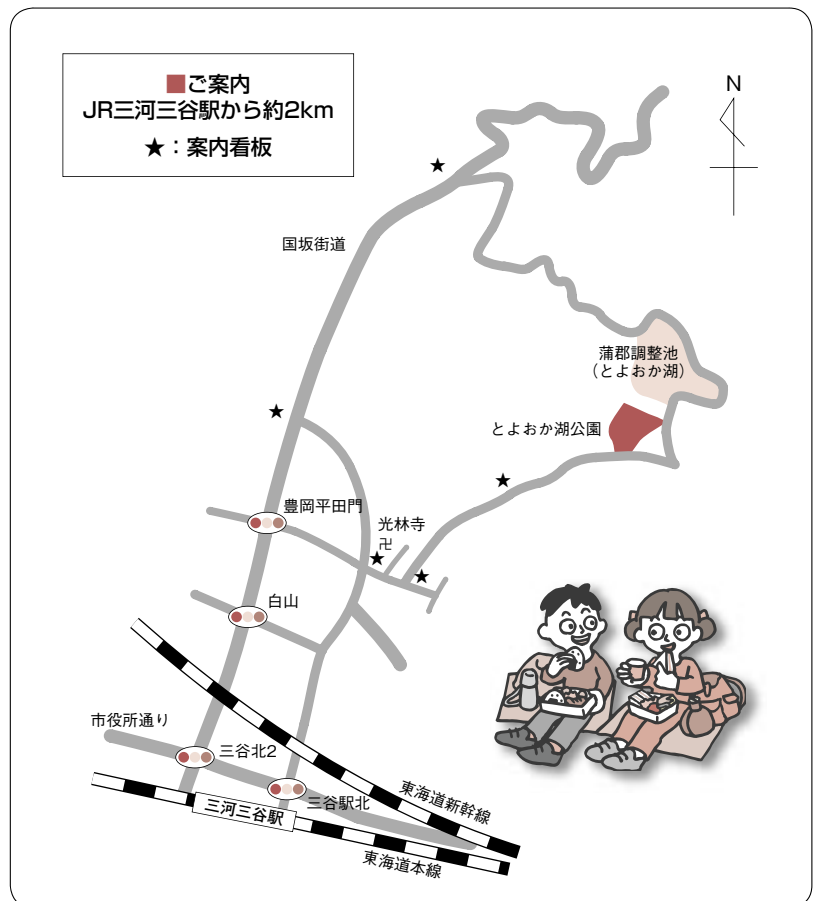 ■ご案内
JR三河三谷駅から約2km
★：案内看板
N
国坂街道
蒲郡調整池
（とよおか湖）
とよおか湖公園
豊岡平田門
光林寺
卍
白山
市役所通り
三谷北2
三谷駅北
三河三谷駅
東海道新幹線
東海道本線